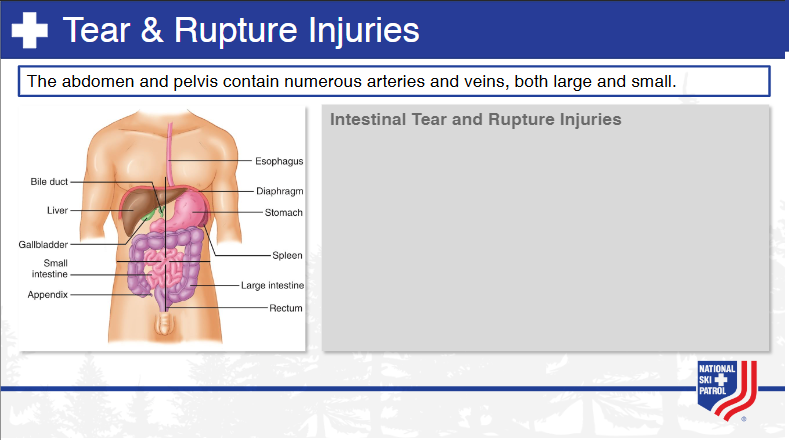 Tear & Rupture Injuries
The abdomen and pelvis contain numerous arteries and veins, both large and small.
Intestinal Tear and Rupture Injuries
Esophagus
Bile duct
Diaphragm
Liver
Stomach
Gallbladder
Spleen
Small
intestine
Large intestine
Appendix
Rectum
NATIONAL
SKI
PATROL
®